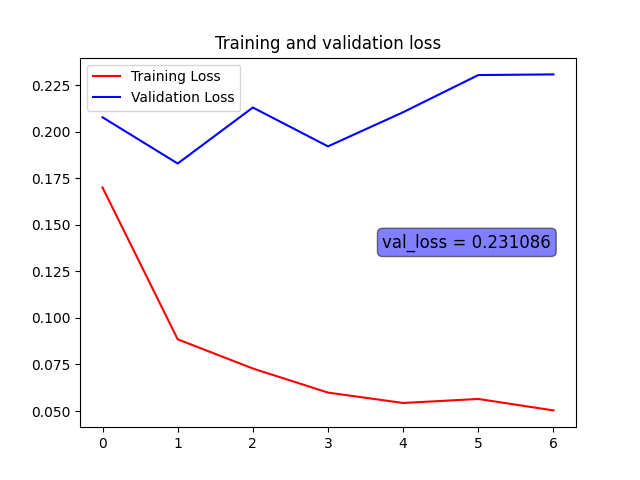 Training and validation loss
Training Loss
Validation Loss
0.225
0.200
0.175
0.150
0.125
0.100
0.075
0.050
val_loss = 0.231086
0 1 2 3 4 5 6